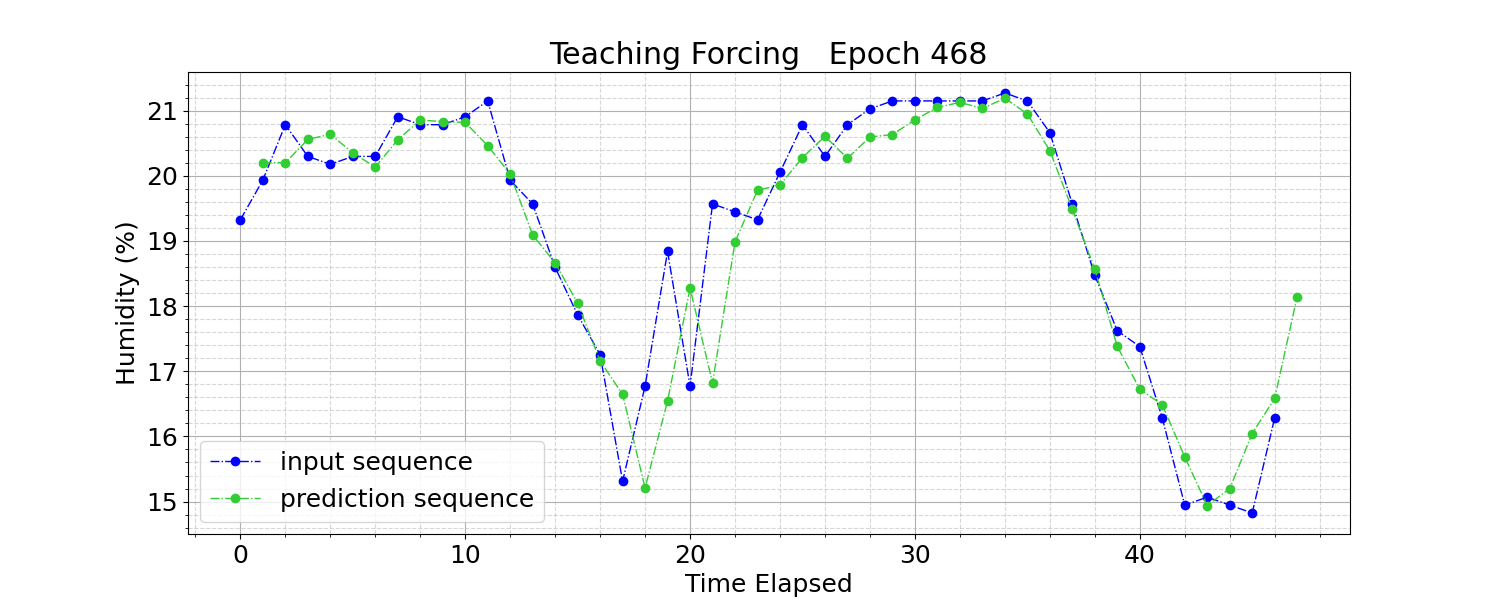 Teaching Forcing   Epoch 468
Humidity (%)
21
20
19
18
17
16
15
input sequence
prediction sequence
0 10 20 30 40
Time Elapsed